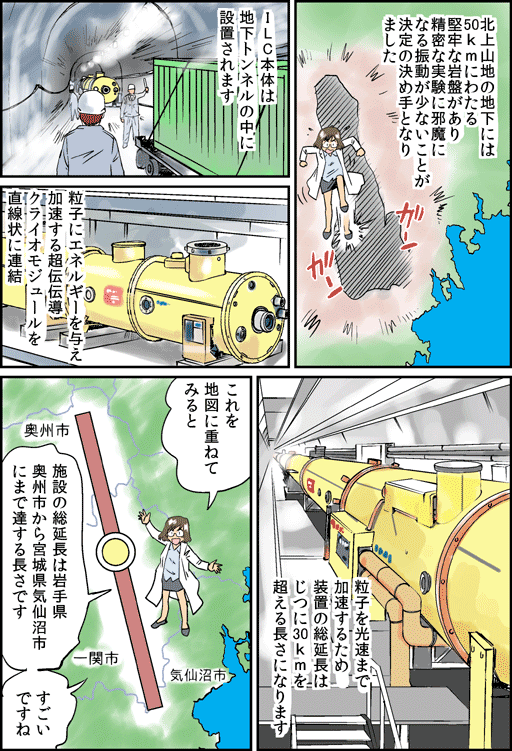 北上山地の地下には
50kmにわたる
堅牢な岩盤があり
精密な実験に邪魔に
なる振動が少ないことが
決定の決め手となり
ました
ガーン
ガーン
ILC本体は
地下トンネルの中に
設置されます
粒子にエネルギーを与え
加速する超伝伝導
クライオモジュールを
直線状に連結
粒子を光速まで
加速するため
装置の総延長は
じつに30kmを
超える長さになります
これを
地図に重ねて
みると
奥州市
施設の総延長は岩手県
奥州市から宮城県気仙沼市
にまで達する長さです
一関市
気仙沼市
すごい
ですね